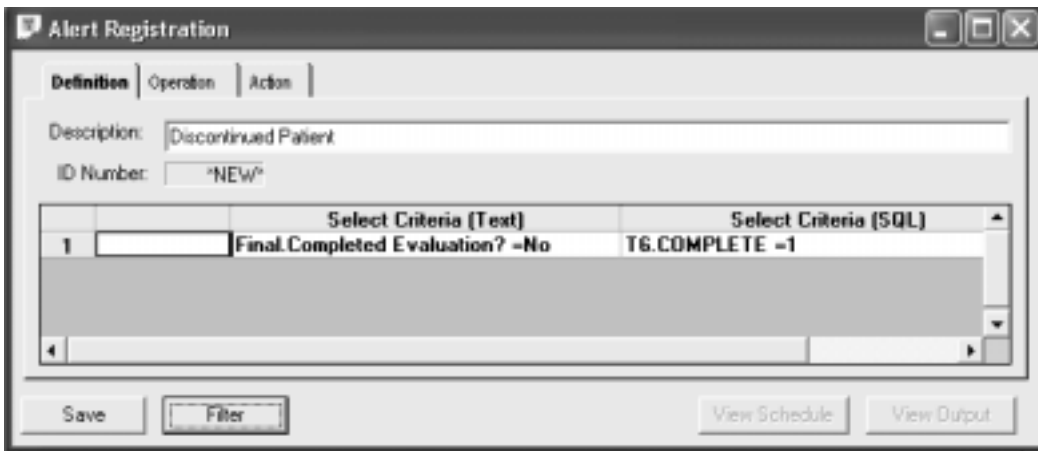 Alert Registration
Definition Operation Action
Description: Discontinued Patient
ID Number: *NEW*
Select Criteria (Text) Select Criteria (SQL)
1 Final.Completed Evaluation? =No T6.COMPLETE =1
Save Filter View Schedule View Output